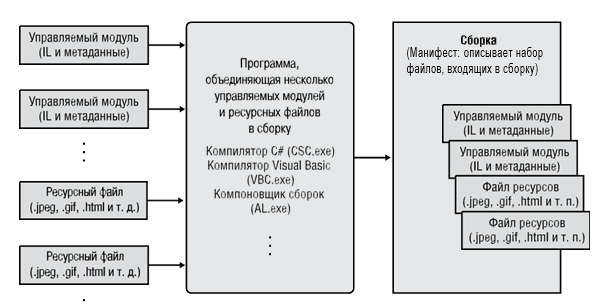 Управляемый модуль
(IL и метаданные)
Управляемый модуль
(IL и метаданные)
Ресурсный файл
(.jpeg, .gif, .html и т. д.)
Ресурсный файл
(.jpeg, .gif, .html и т. д.)
Программа,
объединяющая несколько
управляемых модулей
и ресурсных файлов
в сборку
Компилятор C# (CSC.exe)
Компилятор Visual Basic
(VBC.exe)
Компоновщик сборок
(AL.exe)
Сборка
(Манифест: описывает набор
файлов, входящих в сборку)
Управляемый модуль
(IL и метаданные)
Управляемый модуль
(IL и метаданные)
Файл ресурсов
(.jpeg, .gif, .html и т. п.)
Файл ресурсов
(.jpeg, .gif, .html и т. п.)